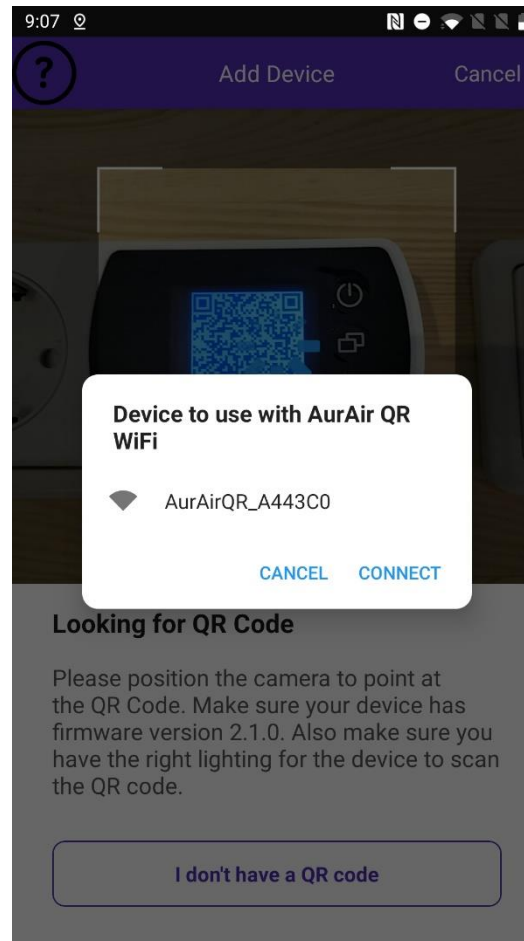 9:07
?
Add Device
Cancel
Device to use with AurAir QR
WiFi
AurAirQR_A443C0
CANCEL
CONNECT
Looking for QR Code
Please position the camera to point at
the QR Code. Make sure your device has
firmware version 2.1.0. Also make sure you
have the right lighting for the device to scan
the QR code.
I don't have a QR code